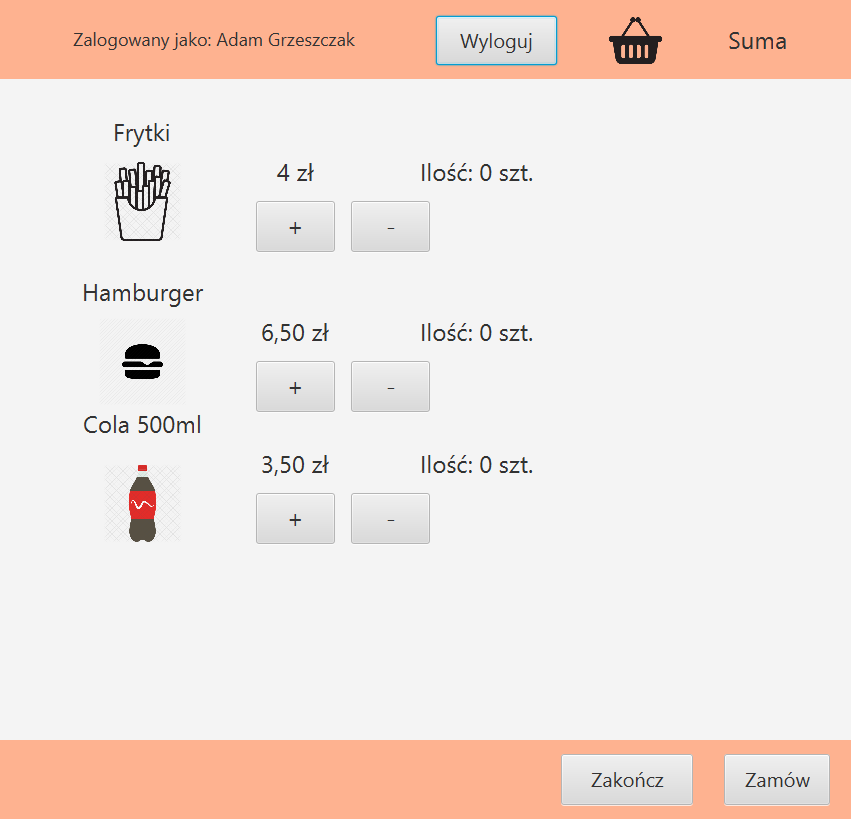 Zalogowany jako: Adam Grzeszczak Wyloguj Suma
Frytki
4 zł Ilość: 0 szt.
+ -
Hamburger
6,50 zł Ilość: 0 szt.
+ -
Cola 500ml
3,50 zł Ilość: 0 szt.
+ -
Zakończ Zamów